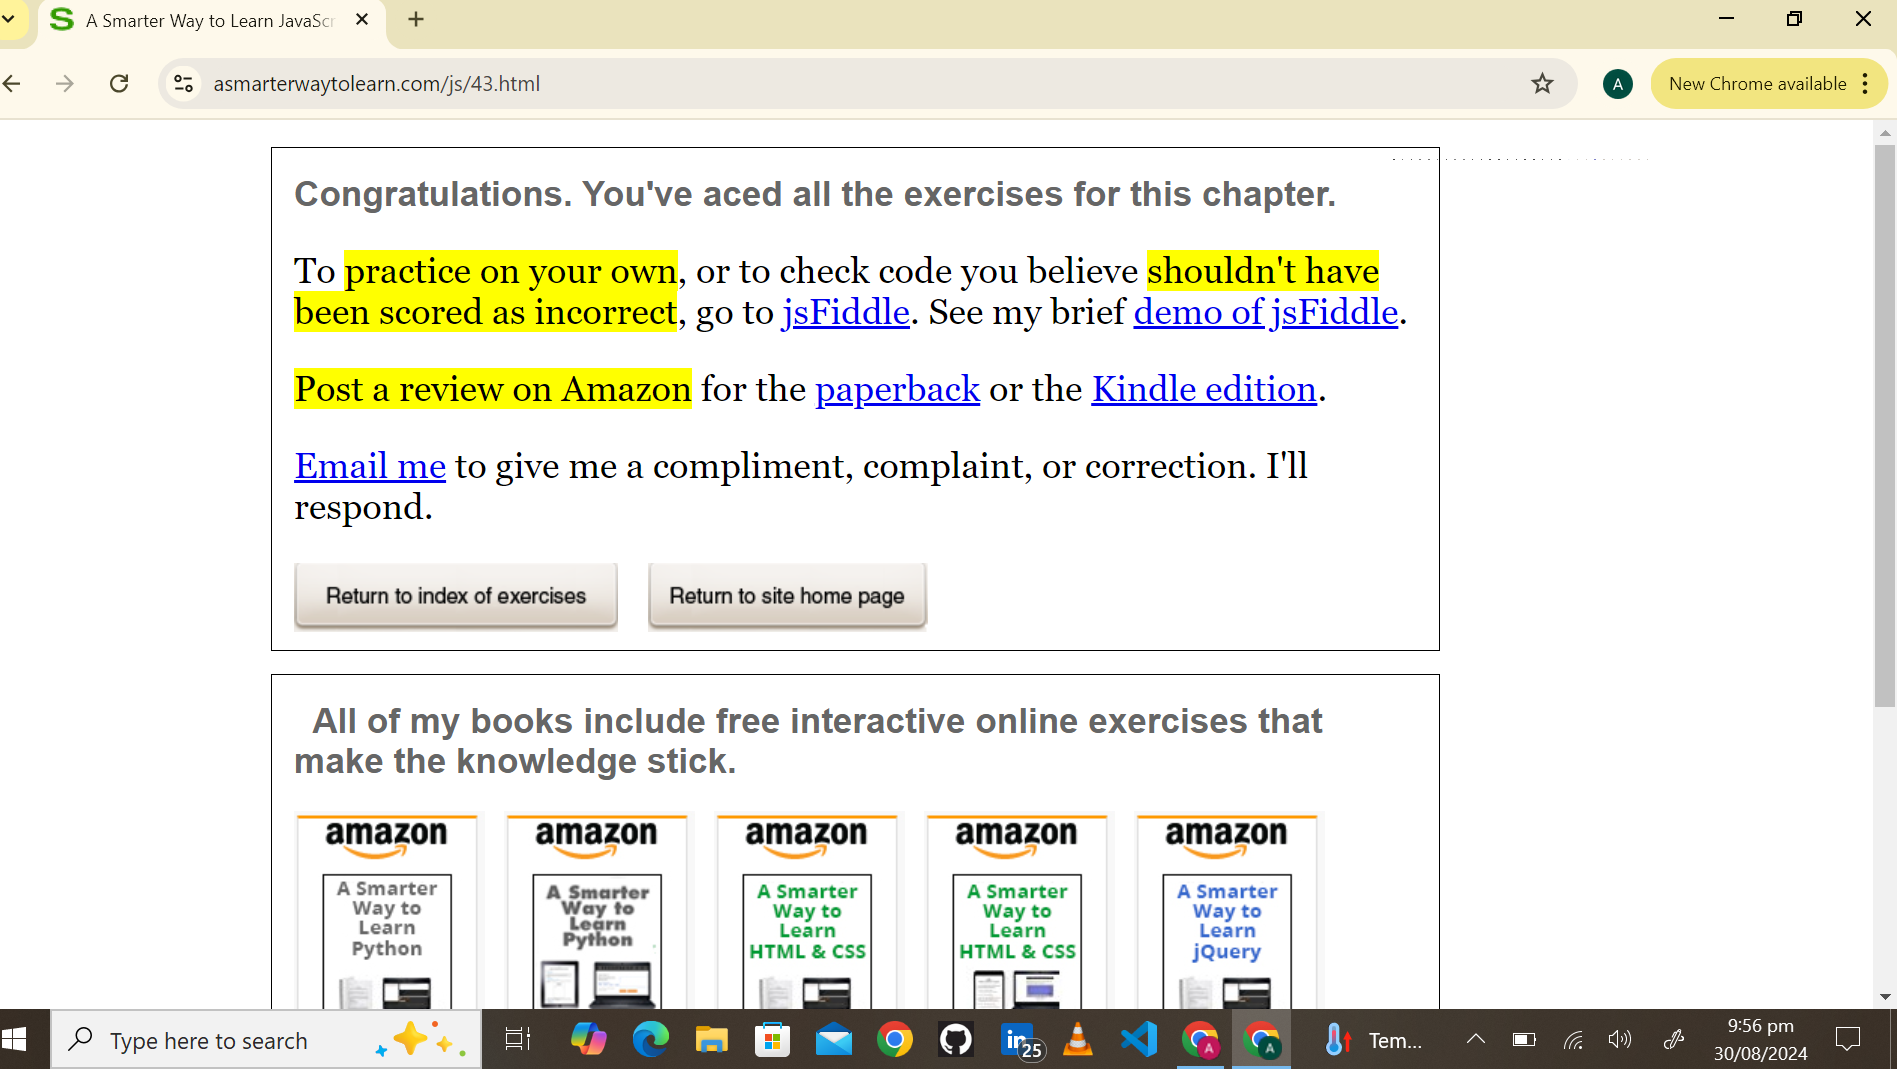 A Smarter Way to Learn JavaScr
asmarterwaytolearn.com/js/43.html
A
New Chrome available
Congratulations. You've aced all the exercises for this chapter.
To practice on your own, or to check code you believe shouldn't have
been scored as incorrect, go to jsFiddle. See my brief demo of jsFiddle.
Post a review on Amazon for the paperback or the Kindle edition.
Email me to give me a compliment, complaint, or correction. I'll
respond.
Return to index of exercises
Return to site home page
All of my books include free interactive online exercises that
make the knowledge stick.
amazon
A Smarter
Way to
Learn
Python
amazon
A Smarter
Way to
Learn
Python
amazon
A Smarter
Way to
Learn
HTML & CSS
amazon
A Smarter
Way to
Learn
HTML & CSS
amazon
A Smarter
Way to
Learn
jQuery
Type here to search
in
25
A
A
Tem...
9:56 pm
30/08/2024